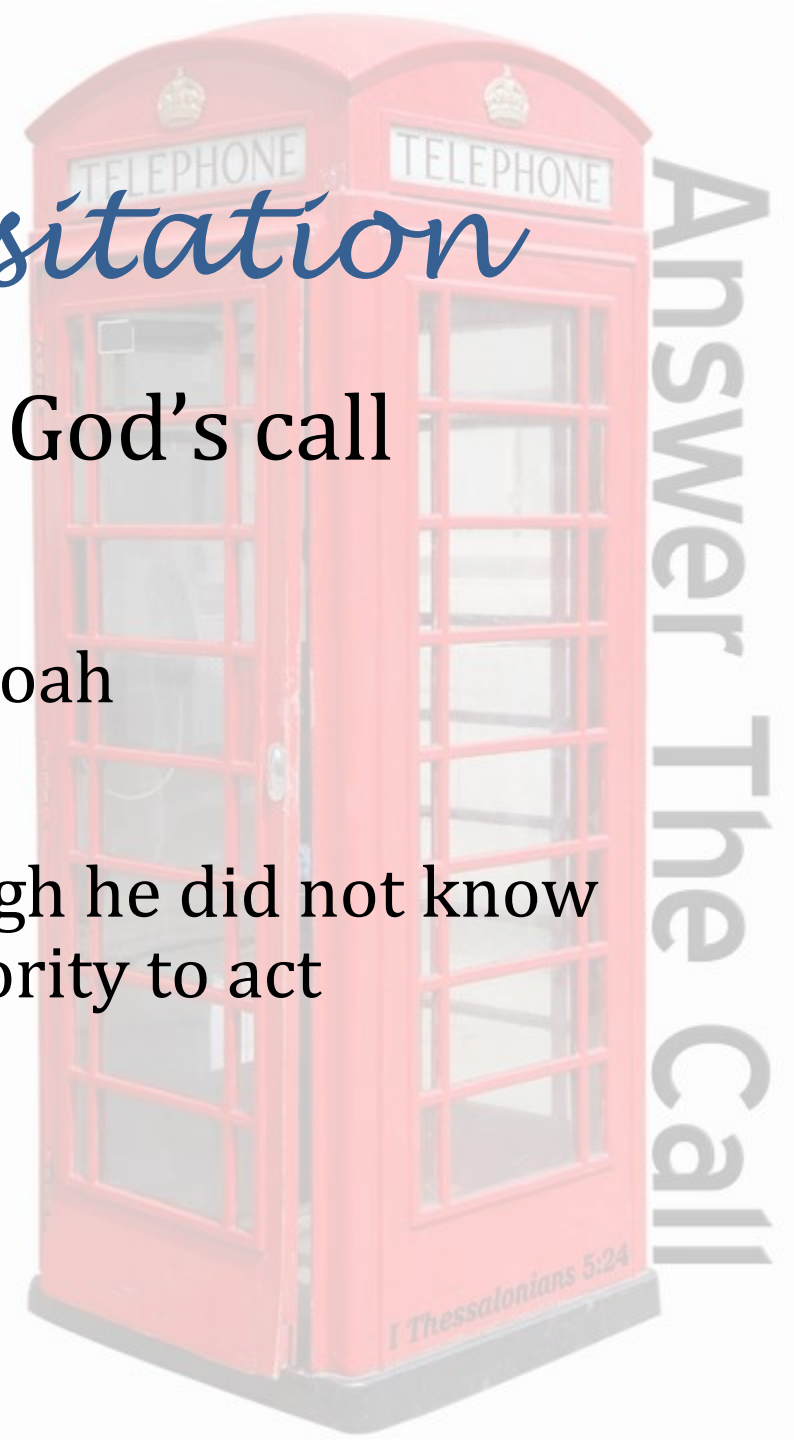 TELEPHONE
TELEPHONE
sitation
God’s call
oah
gh he did not know
ority to act
Answer The Call
I Thessalonians 5:24